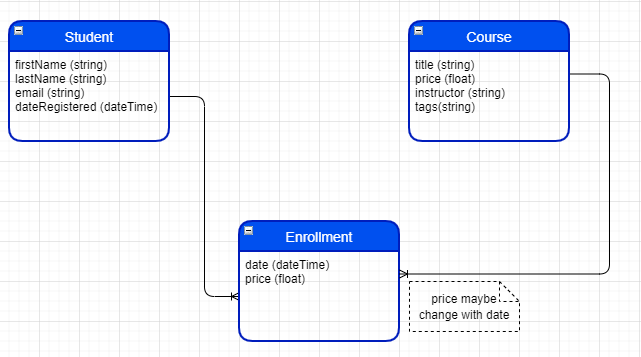 Student
firstName (string)
lastName (string)
email (string)
dateRegistered (dateTime)
Course
title (string)
price (float)
instructor (string)
tags(string)
Enrollment
date (dateTime)
price (float)
price maybe
change with date